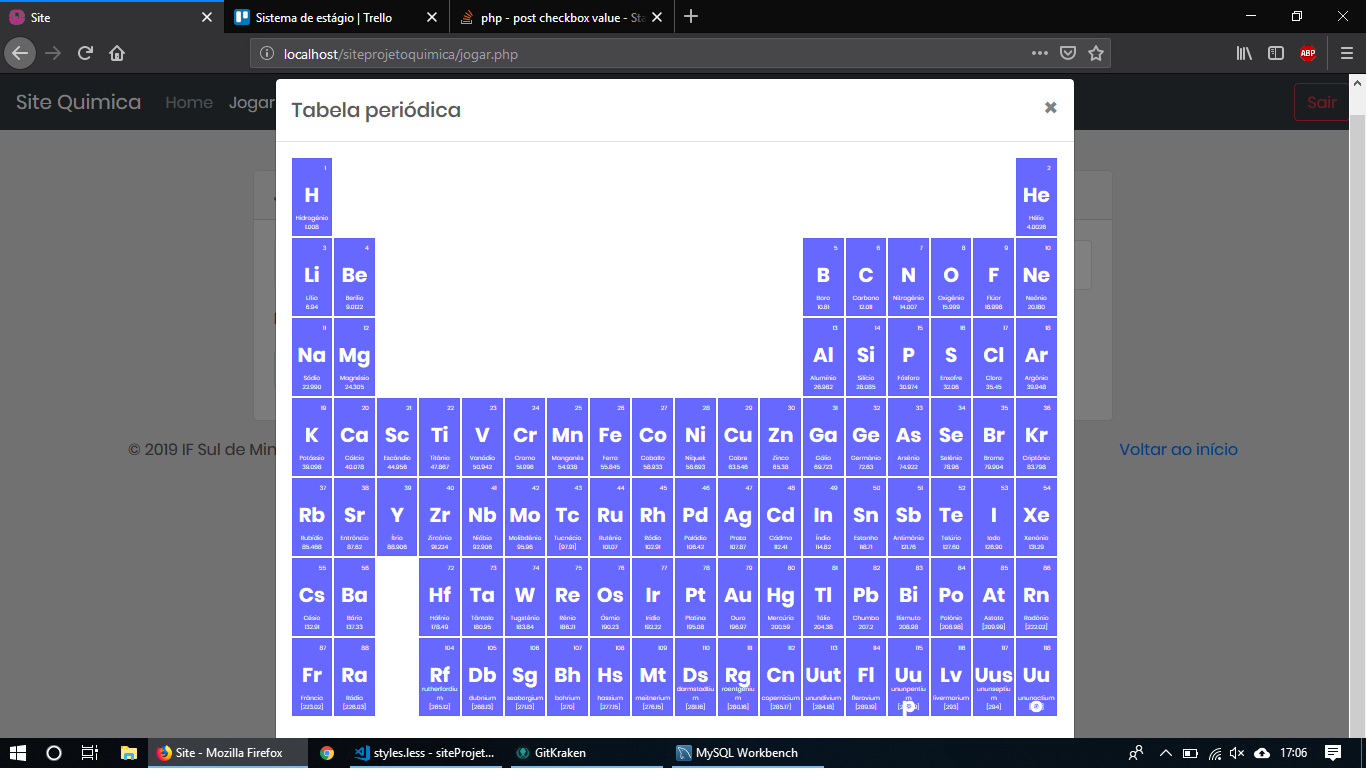 Site
Sistema de estágio | Trello
php - post checkbox value - Sta
localhost/siteprojetoquimica/jogar.php
ABP
Site Quimica Home Jogar Sair
Tabela periódica
1 2
H He
Hidrogénio Hélio
1.008 4.0026
3 4 5 6 7 8 9 10
Li Be B C N O F Ne
Lílio Berílio Boro Carbono Nitrogénio Oxigénio Flúor Neônio
6.94 9.0122 10.81 12.011 14.007 15.999 18.998 20.180
11 12 13 14 15 16 17 18
Na Mg Al Si P S Cl Ar
Sódio Magnésio Alumínio Silício Fósforo Enxofre Cloro Argônio
22.990 24.305 26.982 28.085 30.974 32.06 35.45 39.948
19 20 21 22 23 24 25 26 27 28 29 30 31 32 33 34 35 36
K Ca Sc Ti V Cr Mn Fe Co Ni Cu Zn Ga Ge As Se Br Kr
Potássio Cálcio Escândio Titânio Vanádio Cromo Manganês Ferro Cobalto Níquek Cobre Zinco Gálio Germânio Arsênio Selênio Bromo Criptônio
39.098 40.078 44.956 47.867 50.942 51.996 54.938 55.845 58.933 58.693 63.546 65.38 69.723 72.63 74.922 78.96 79.904 83.798
37 38 39 40 41 42 43 44 45 46 47 48 49 50 51 52 53 54
Rb Sr Y Zr Nb Mo Tc Ru Rh Pd Ag Cd In Sn Sb Te I Xe
Rubídio Entrôncio Ítrio Zircónio Nióbio Molibdênio Tucnécio Rutênio Ródio Paládio Prata Cádmo Índio Estanho Antimônio Telúrio Iodo Xenônio
85.468 87.62 88.906 91.224 92.906 95.96 [97.91] 101.07 102.91 106.42 107.87 112.41 114.82 118.71 121.76 127.60 126.90 131.29
55 56 72 73 74 75 76 77 78 79 80 81 82 83 84 85 86
Cs Ba Hf Ta W Re Os Ir Pt Au Hg Tl Pb Bi Po At Rn
Césio Bário Háfnio Tântalo Tugsténio Rênio Ósmio Irídio Platina Ouro Mercúrio Tálio Chumbo Bismuto Polônio Astato Radônio
132.91 137.33 178.49 180.95 183.84 186.21 190.23 192.22 195.08 196.97 200.59 204.38 207.2 208.98 [208.98] [209.99] [222.02]
87 88 104 105 106 107 108 109 110 111 112 113 114 115 116 117 118
Fr Ra Rf Db Sg Bh Hs Mt Ds Rg Cn Uut Fl Uup Lv Uus Uuo
Frâncio Rádio rutherfordium dubnium seaborgium bohrium hassium meitnerium darmstadtium roentgenium copernicium unundivium flerovium ununpentium livermorium ununseptium ununoctium
[223.02] [226.03] [265.12] [268.13] [271.13] [270] [277.15] [276.15] [281.16] [280.16] [285.17] [284.18] [289.19] [293] [294]
© 2019 IF Sul de Min
Voltar ao início
Site - Mozilla Firefox
styles.less - siteProjet...
GitKraken
MySQL Workbench
17:06